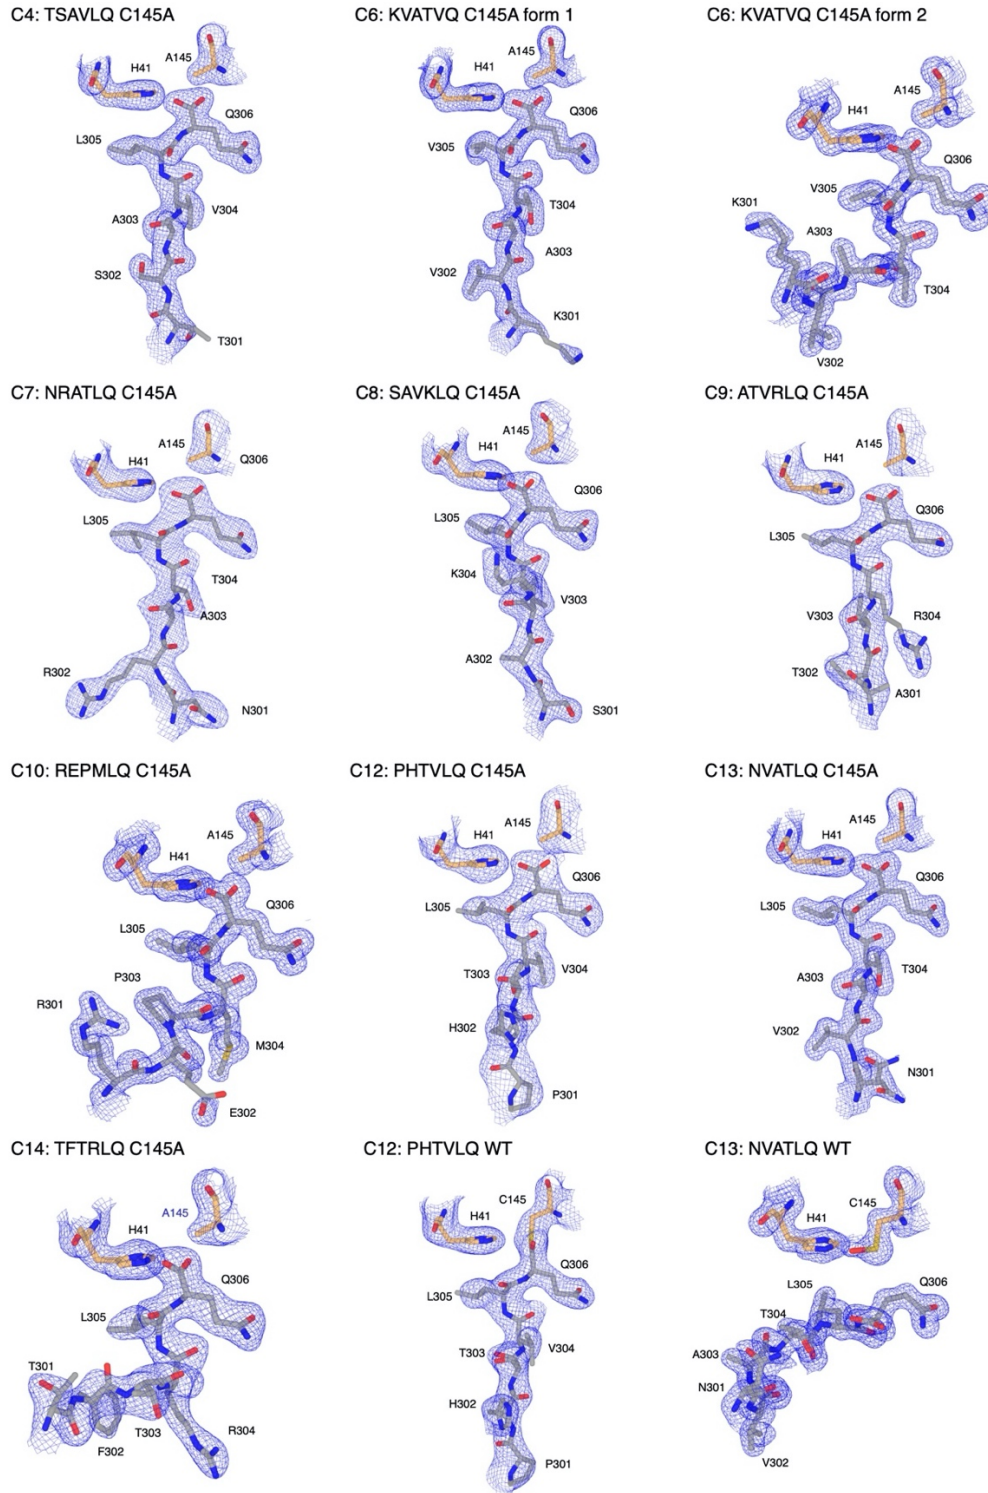 C4: TSAVLQ C145A
H41
A145
Q306
L305
V304
A303
S302
T301
C6: KVATVQ C145A form 1
H41
A145
Q306
V305
T304
A303
V302
K301
C6: KVATVQ C145A form 2
H41
A145
Q306
V305
K301
A303
T304
V302
C7: NRATLQ C145A
A145
H41
Q306
L305
T304
A303
R302
N301
C8: SAVKLQ C145A
A145
H41
Q306
L305
K304
V303
A302
S301
C9: ATVRLQ C145A
A145
H41
Q306
L305
V303
R304
T302
A301
C10: REPMLQ C145A
A145
H41
Q306
L305
P303
R301
M304
E302
C12: PHTVLQ C145A
A145
H41
Q306
L305
T303
V304
H302
P301
C13: NVATLQ C145A
A145
H41
Q306
L305
A303
T304
V302
N301
C14: TFTRLQ C145A
A145
H41
Q306
L305
T301
T303
R304
F302
C12: PHTVLQ WT
C145
H41
Q306
L305
V304
T303
H302
P301
C13: NVATLQ WT
C145
H41
L305
Q306
T304
A303
N301
V302